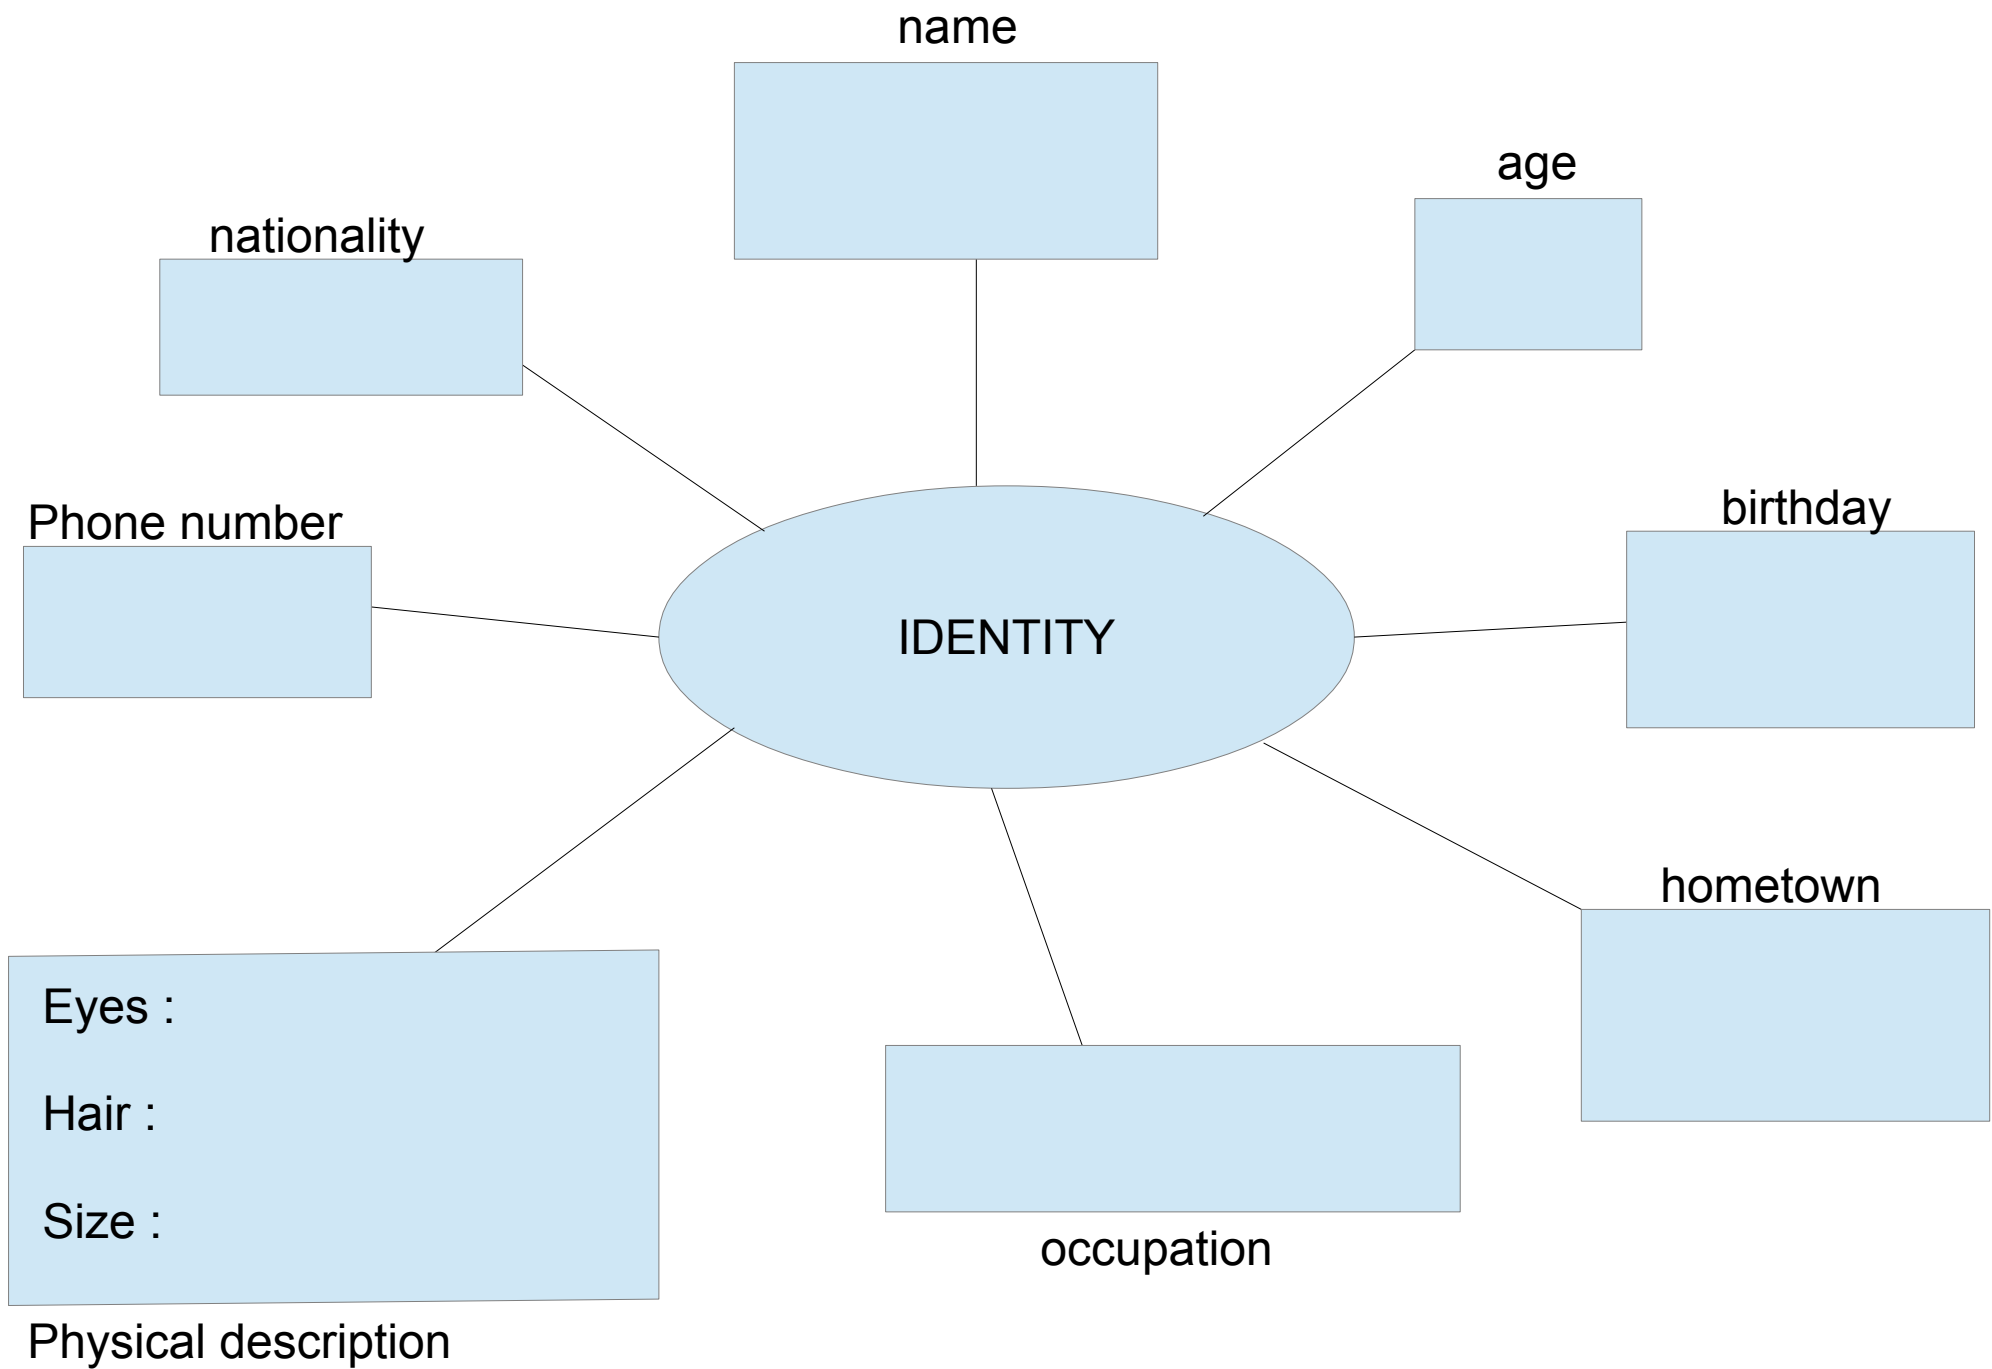 name
age
nationality
Phone number
birthday
IDENTITY
hometown
Eyes :
Hair :
Size :
occupation
Physical description